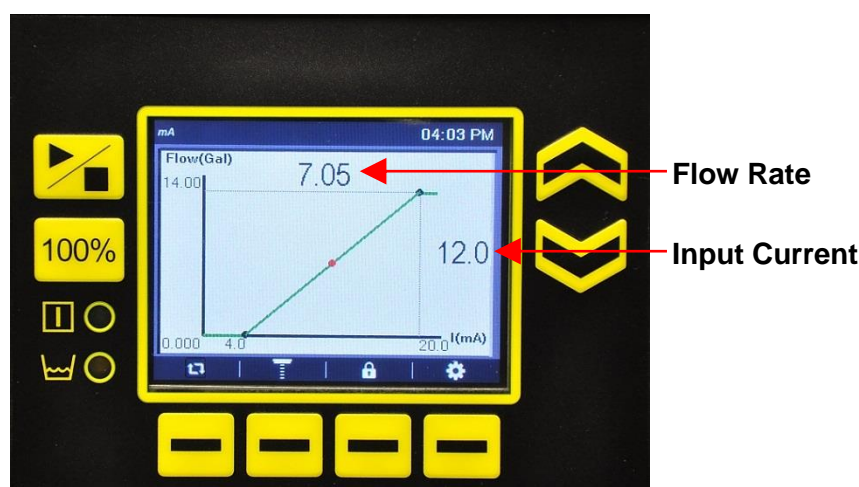 mA 04:03 PM
Flow(Gal)
14.00
7.05
Flow Rate
100%
12.0
Input Current
0.000 4.0 20.0 I(mA)